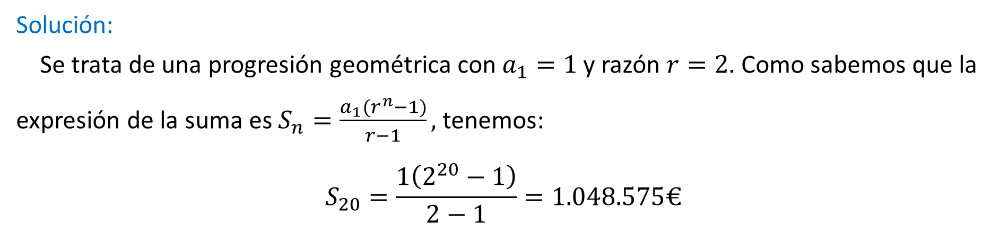 Solución:
Se trata de una progresión geométrica con a₁ = 1 y razón r = 2. Como sabemos que la
expresión de la suma es Sₙ = a₁(rⁿ−1)/(r−1), tenemos:
S₂₀ = 1(2²⁰ − 1)/(2 − 1) = 1.048.575€